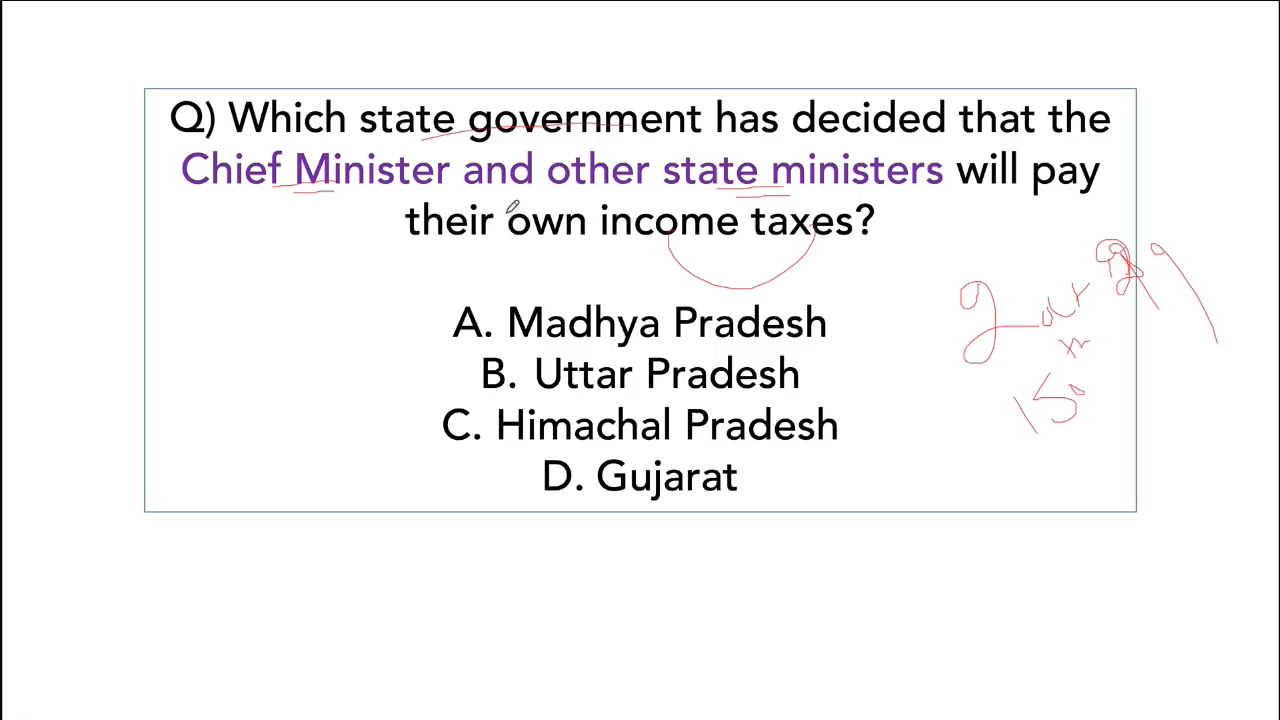 Q) Which state government has decided that the
Chief Minister and other state ministers will pay
their own income taxes?
A. Madhya Pradesh
B. Uttar Pradesh
C. Himachal Pradesh
D. Gujarat